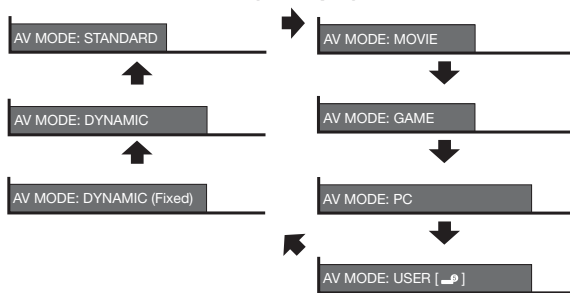 AV MODE: STANDARD
AV MODE: MOVIE
AV MODE: DYNAMIC
AV MODE: GAME
AV MODE: DYNAMIC (Fixed)
AV MODE: PC
AV MODE: USER [ ]